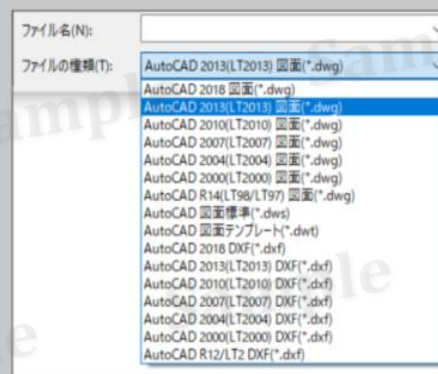 ファイル名(N):
ファイルの種類(T): AutoCAD 2013(LT2013) 図面(*.dwg)
AutoCAD 2018 図面(*.dwg)
AutoCAD 2013(LT2013) 図面(*.dwg)
AutoCAD 2010(LT2010) 図面(*.dwg)
AutoCAD 2007(LT2007) 図面(*.dwg)
AutoCAD 2004(LT2004) 図面(*.dwg)
AutoCAD 2000(LT2000) 図面(*.dwg)
AutoCAD R14(LT98/LT97) 図面(*.dwg)
AutoCAD 図面標準(*.dws)
AutoCAD 図面テンプレート(*.dwt)
AutoCAD 2018 DXF(*.dxf)
AutoCAD 2013(LT2013) DXF(*.dxf)
AutoCAD 2010(LT2010) DXF(*.dxf)
AutoCAD 2007(LT2007) DXF(*.dxf)
AutoCAD 2004(LT2004) DXF(*.dxf)
AutoCAD 2000(LT2000) DXF(*.dxf)
AutoCAD R12/LT2 DXF(*.dxf)